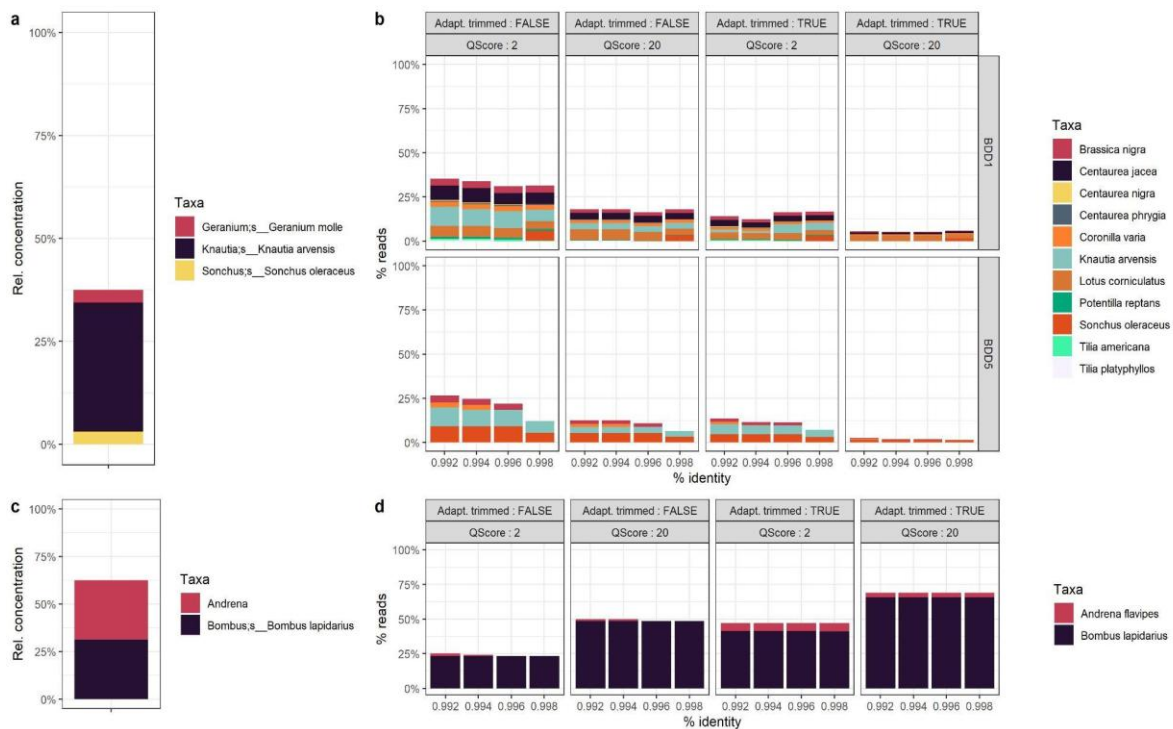 a
100%
75%
50%
25%
0%
Rel. concentration
Taxa
Geranium;s__Geranium molle
Knautia;s__Knautia arvensis
Sonchus;s__Sonchus oleraceus
b
Adapt. trimmed : FALSE
Adapt. trimmed : FALSE
Adapt. trimmed : TRUE
Adapt. trimmed : TRUE
QScore : 2
QScore : 20
QScore : 2
QScore : 20
100%
75%
50%
25%
0%
BDD1
100%
75%
50%
25%
0%
BDD5
% reads
0.992 0.994 0.996 0.998
0.992 0.994 0.996 0.998
0.992 0.994 0.996 0.998
0.992 0.994 0.996 0.998
% identity
Taxa
Brassica nigra
Centaurea jacea
Centaurea nigra
Centaurea phrygia
Coronilla varia
Knautia arvensis
Lotus corniculatus
Potentilla reptans
Sonchus oleraceus
Tilia americana
Tilia platyphyllos
c
100%
75%
50%
25%
0%
Rel. concentration
Taxa
Andrena
Bombus;s__Bombus lapidarius
d
Adapt. trimmed : FALSE
Adapt. trimmed : FALSE
Adapt. trimmed : TRUE
Adapt. trimmed : TRUE
QScore : 2
QScore : 20
QScore : 2
QScore : 20
100%
75%
50%
25%
0%
% reads
0.992 0.994 0.996 0.998
0.992 0.994 0.996 0.998
0.992 0.994 0.996 0.998
0.992 0.994 0.996 0.998
% identity
Taxa
Andrena flavipes
Bombus lapidarius